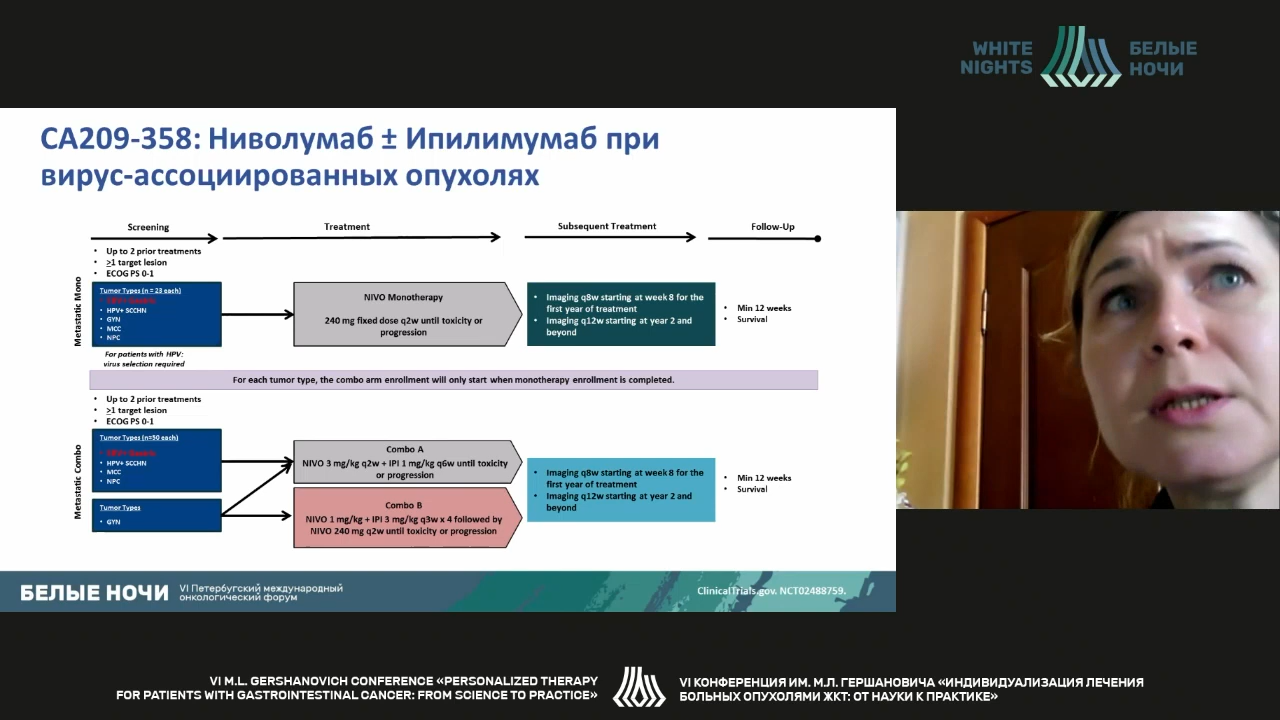 WHITE
NIGHTS
БЕЛЫЕ
НОЧИ
СА209-358: Ниволумаб ± Ипилимумаб при
вирус-ассоциированных опухолях
Screening
Treatment
Subsequent Treatment
Follow-Up
Metastatic Mono
• Up to 2 prior treatments
• >1 target lesion
• ECOG PS 0-1
Tumor Types (n = 23 each)
• HPV+ SCCHN
• GYN
• MCC
• NPC
For patients with HPV:
virus selection required
NIVO Monotherapy
240 mg fixed dose q2w until toxicity or
progression
• Imaging q8w starting at week 8 for the
first year of treatment
• Imaging q12w starting at year 2 and
beyond
• Min 12 weeks
• Survival
For each tumor type, the combo arm enrollment will only start when monotherapy enrollment is completed.
Metastatic Combo
• Up to 2 prior treatments
• >1 target lesion
• ECOG PS 0-1
Tumor Types (n=30 each)
• HPV+ SCCHN
• MCC
• NPC
Tumor Types
• GYN
Combo A
NIVO 3 mg/kg q2w + IPI 1 mg/kg q6w until toxicity
or progression
Combo B
NIVO 1 mg/kg + IPI 3 mg/kg q3w x 4 followed by
NIVO 240 mg q2w until toxicity or progression
• Imaging q8w starting at week 8 for the
first year of treatment
• Imaging q12w starting at year 2 and
beyond
• Min 12 weeks
• Survival
БЕЛЫЕ НОЧИ
VI Петербургский международный
онкологический форум
ClinicalTrials.gov. NCT02488759.
VI M.L. GERSHANOVICH CONFERENCE «PERSONALIZED THERAPY
FOR PATIENTS WITH GASTROINTESTINAL CANCER: FROM SCIENCE TO PRACTICE»
VI КОНФЕРЕНЦИЯ ИМ. М.Л. ГЕРШАНОВИЧА «ИНДИВИДУАЛИЗАЦИЯ ЛЕЧЕНИЯ
БОЛЬНЫХ ОПУХОЛЯМИ ЖКТ: ОТ НАУКИ К ПРАКТИКЕ»